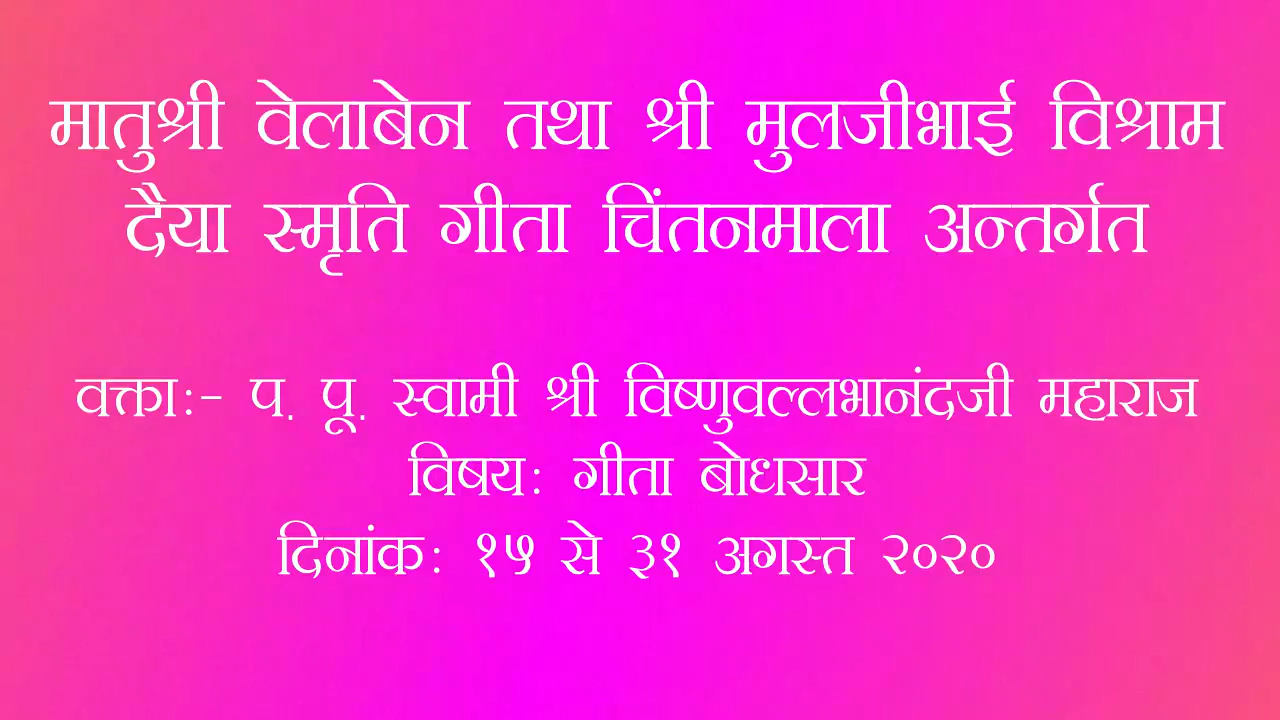 मातुश्री वेलाबेन तथा श्री मुलजीभाई विश्राम
दैया स्मृति गीता चिंतनमाला अन्तर्गत
वक्ताः- प. पू. स्वामी श्री विष्णुवल्लभानंदजी महाराज
विषयः गीता बोधसार
दिनांकः १५ से ३१ अगस्त २०२०